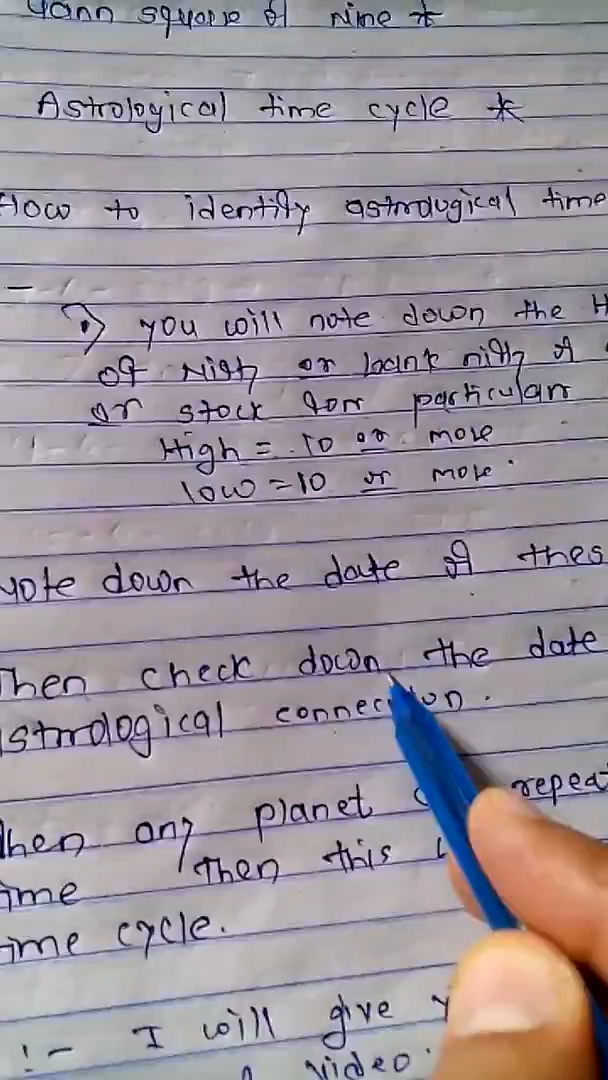 Gann square of Nine *
Astrological time cycle *
How to identify astrological time
1) you will note down the H
of Nifty or bank nifty of
or stock for particular
High = 10 or more
low = 10 or more.
Note down the date of thes
Then check down the date
astrological connection.
When any planet repeat
time then this
time cycle.
:- I will give y
video.